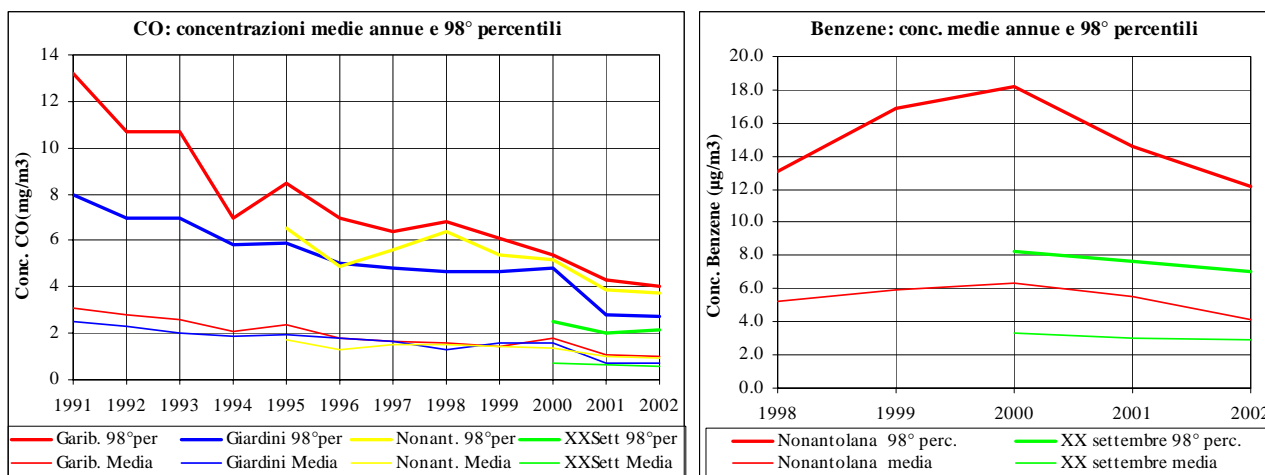 CO: concentrazioni medie annue e 98° percentili
Conc. CO(mg/m3)
14
12
10
8
6
4
2
0
1991 1992 1993 1994 1995 1996 1997 1998 1999 2000 2001 2002
Garib. 98°per Giardini 98°per Nonant. 98°per XXSett 98°per
Garib. Media Giardini Media Nonant. Media XXSett Media
Benzene: conc. medie annue e 98° percentili
Conc. Benzene (µg/m3)
20.0
18.0
16.0
14.0
12.0
10.0
8.0
6.0
4.0
2.0
0.0
1998 1999 2000 2001 2002
Nonantolana 98° perc. XX settembre 98° perc.
Nonantolana media XX settembre media